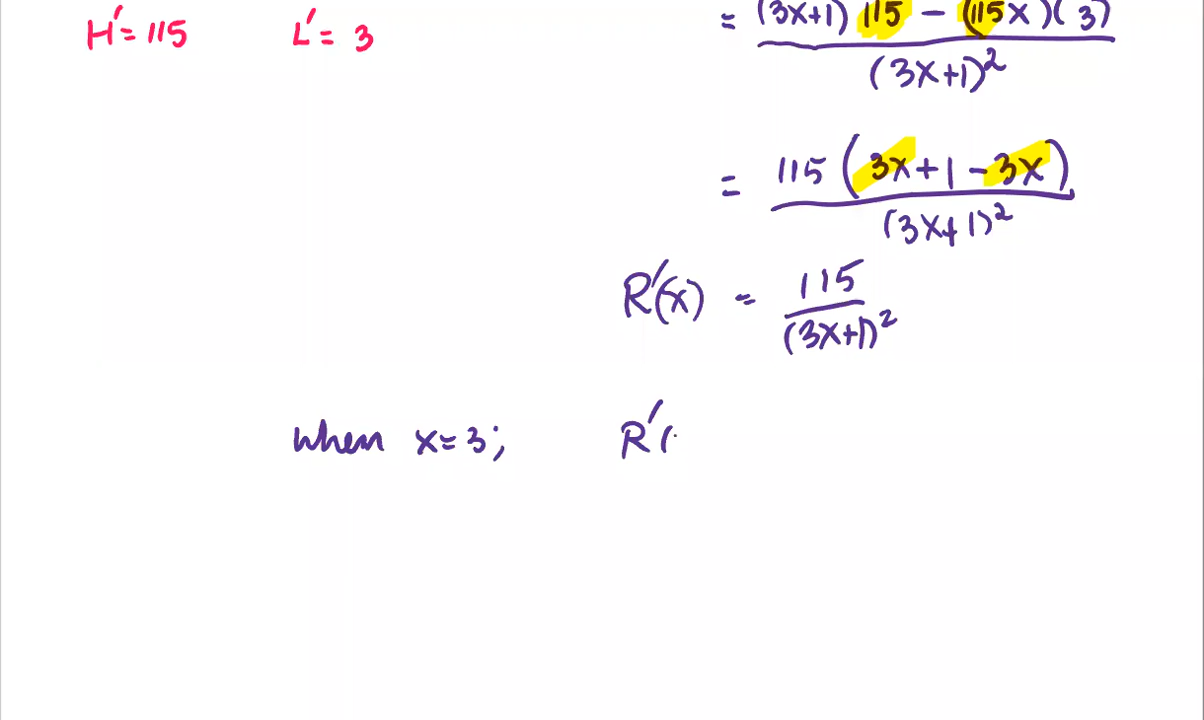 H'= 115 L'= 3
= (3x+1) 115 - (115x)(3)
(3x+1)²
= 115 (3x+1-3x)
(3x+1)²
R'(x) = 115
(3x+1)²
when x=3; R'(